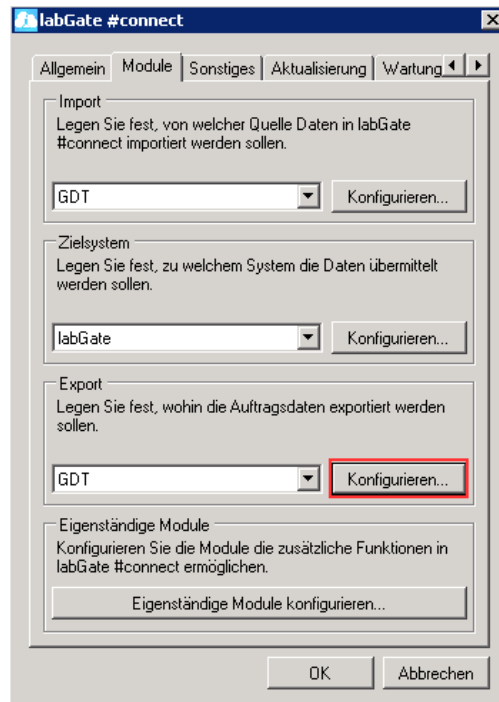 labGate #connect
Allgemein Module Sonstiges Aktualisierung Wartung
Import
Legen Sie fest, von welcher Quelle Daten in labGate
#connect importiert werden sollen.
GDT Konfigurieren...
Zielsystem
Legen Sie fest, zu welchem System die Daten übermittelt
werden sollen.
labGate Konfigurieren...
Export
Legen Sie fest, wohin die Auftragsdaten exportiert werden
sollen.
GDT Konfigurieren...
Eigenständige Module
Konfigurieren Sie die Module die zusätzliche Funktionen in
labGate #connect ermöglichen.
Eigenständige Module konfigurieren...
OK Abbrechen